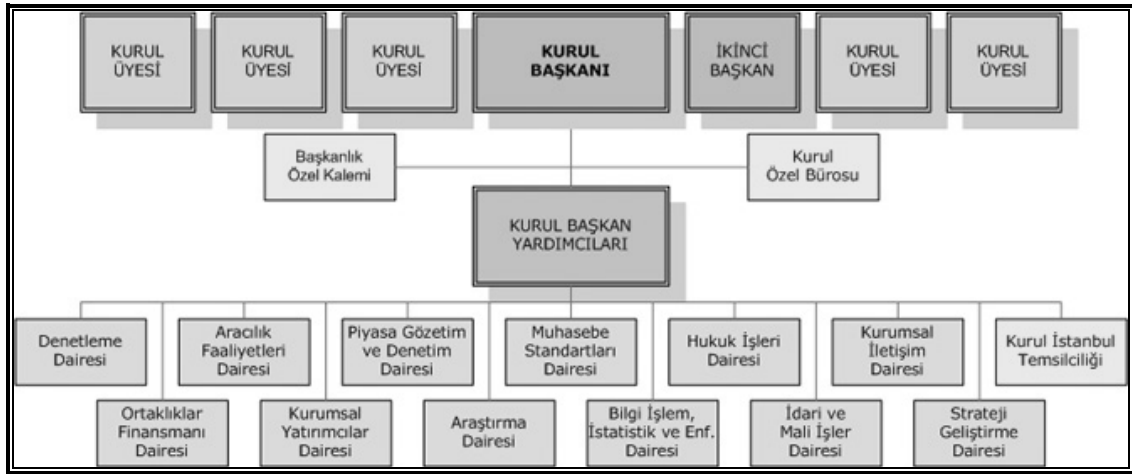 KURUL
ÜYESİ
KURUL
ÜYESİ
KURUL
ÜYESİ
KURUL
BAŞKANI
İKİNCİ
BAŞKAN
KURUL
ÜYESİ
KURUL
ÜYESİ
Başkanlık
Özel Kalemi
Kurul
Özel Bürosu
KURUL BAŞKAN
YARDIMCILARI
Denetleme
Dairesi
Aracılık
Faaliyetleri
Dairesi
Piyasa Gözetim
ve Denetim
Dairesi
Muhasebe
Standartları
Dairesi
Hukuk İşleri
Dairesi
Kurumsal
İletişim
Dairesi
Kurul İstanbul
Temsilciliği
Ortaklıklar
Finansmanı
Dairesi
Kurumsal
Yatırımcılar
Dairesi
Araştırma
Dairesi
Bilgi İşlem,
İstatistik ve Enf.
Dairesi
İdari ve
Mali İşler
Dairesi
Strateji
Geliştirme
Dairesi